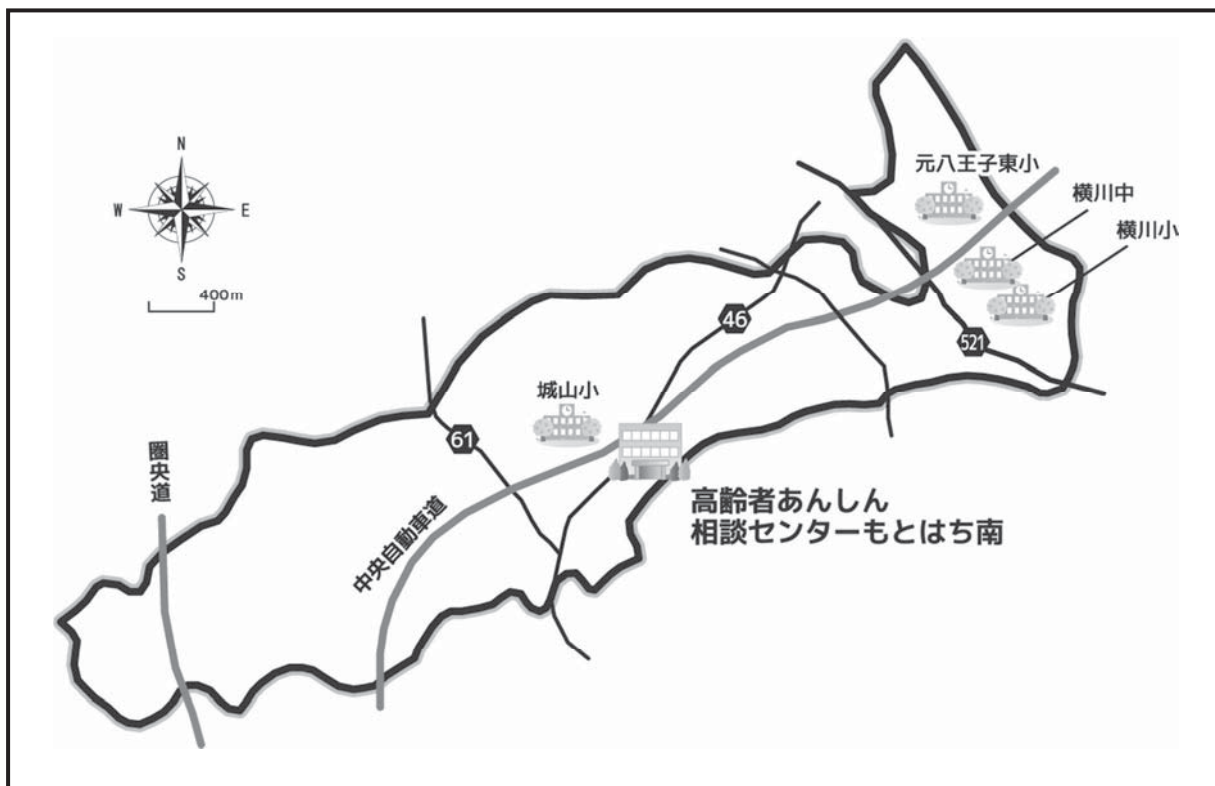 N
W
E
S
400m
元八王子東小
横川中
横川小
46
521
城山小
61
圏央道
高齢者あんしん
相談センターもとはち南
中央自動車道